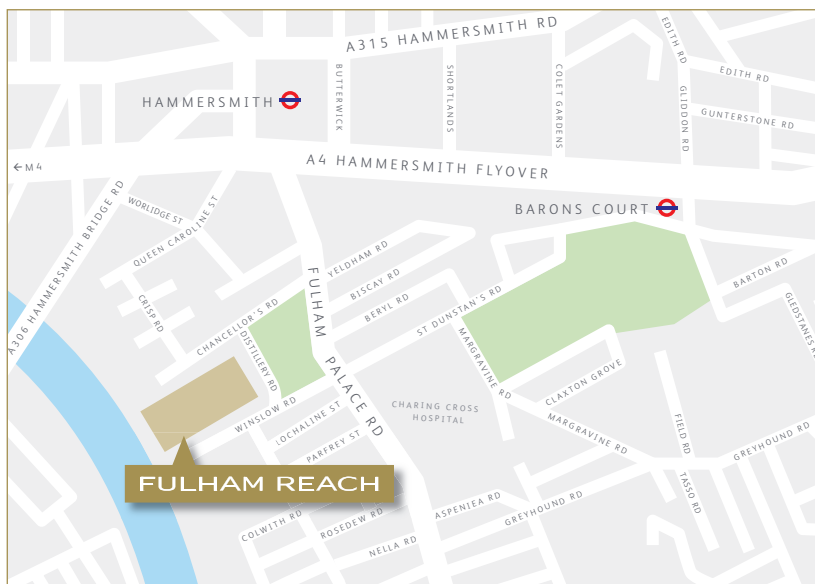 A315 HAMMERSMITH RD
EDITH RD
EDITH RD
BUTTERWICK
SHORTLANDS
COLET GARDENS
GLIDDON RD
HAMMERSMITH
GUNTERSTONE RD
←M4
A4 HAMMERSMITH FLYOVER
A306 HAMMERSMITH BRIDGE RD
WORLIDGE ST
QUEEN CAROLINE ST
BARONS COURT
YELDHAM RD
BISCAY RD
BERYL RD
BARTON RD
GLEDSTANES RD
CRISP RD
CHANCELLOR'S RD
FULHAM PALACE RD
ST DUNSTAN'S RD
DISTILLERY RD
MARGRAVINE RD
CLAXTON GROVE
WINSLOW RD
LOCHALINE ST
PARFREY ST
CHARING CROSS
HOSPITAL
MARGRAVINE RD
FIELD RD
GREYHOUND RD
FULHAM REACH
TASSO RD
COLWITH RD
ROSEDEW RD
ASPENIEA RD
GREYHOUND RD
NELLA RD